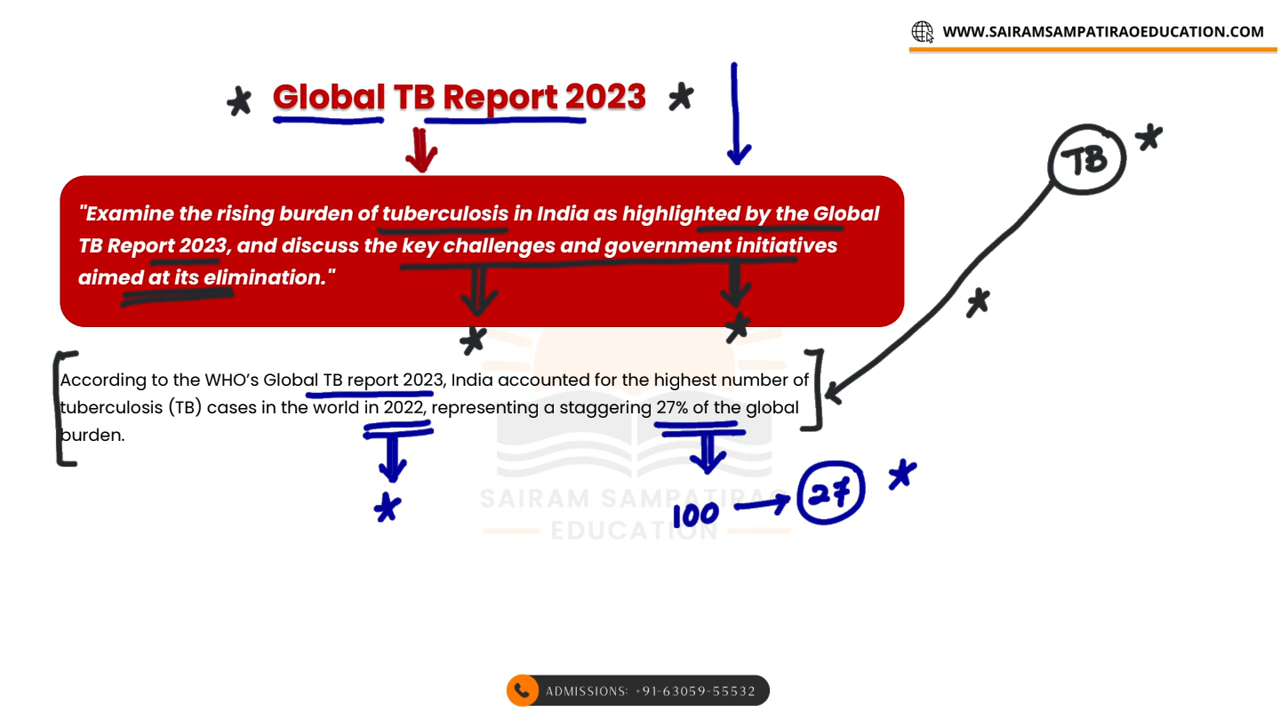 WWW.SAIRAMSAMPATIRAOEDUCATION.COM
* Global TB Report 2023 *
TB *
"Examine the rising burden of tuberculosis in India as highlighted by the Global
TB Report 2023, and discuss the key challenges and government initiatives
aimed at its elimination."
According to the WHO's Global TB report 2023, India accounted for the highest number of
tuberculosis (TB) cases in the world in 2022, representing a staggering 27% of the global
burden.
100 → 27 *
SAIRAM SAMPATIRAO
EDUCATION
ADMISSIONS: +91-63059-55532